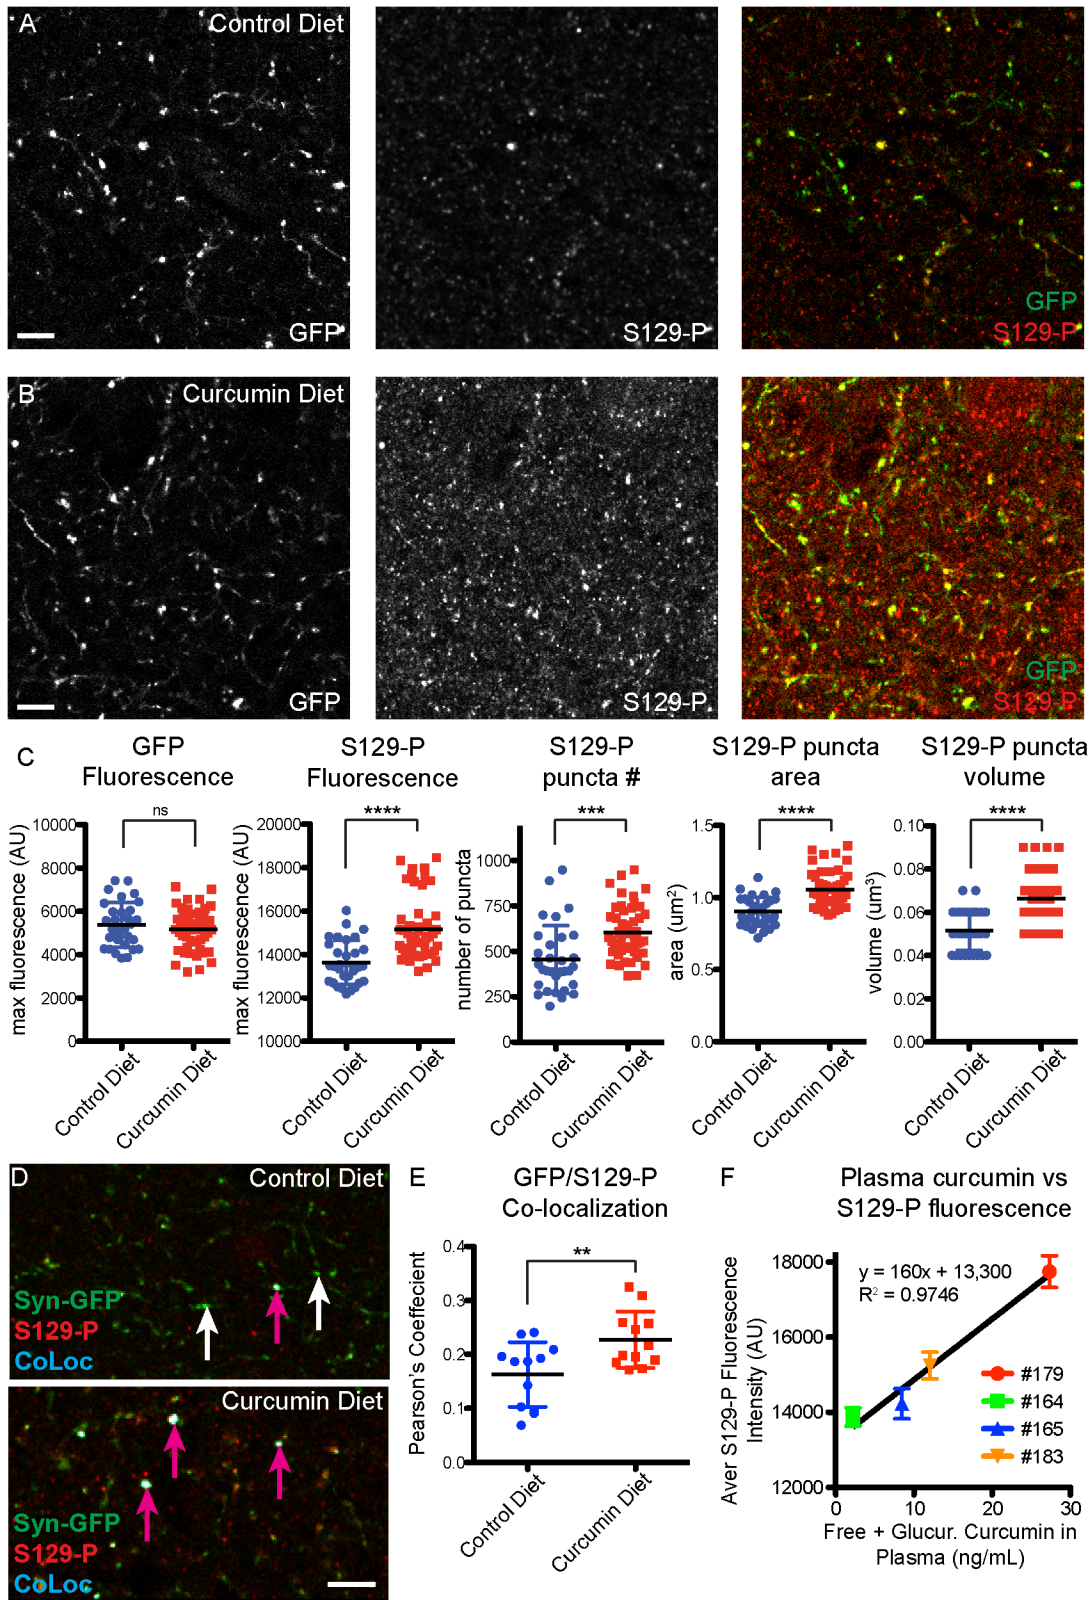 A
Control Diet
GFP
S129-P
GFP
S129-P
B
Curcumin Diet
GFP
S129-P
GFP
S129-P
C
GFP
Fluorescence
max fluorescence (AU)
10000
8000
6000
4000
2000
0
ns
Control Diet
Curcumin Diet
S129-P
Fluorescence
max fluorescence (AU)
20000
18000
16000
14000
12000
10000
****
Control Diet
Curcumin Diet
S129-P
puncta #
number of puncta
1000
750
500
250
0
***
Control Diet
Curcumin Diet
S129-P puncta
area
area (um²)
1.5
1.0
0.5
0.0
****
Control Diet
Curcumin Diet
S129-P puncta
volume
volume (um³)
0.10
0.08
0.06
0.04
0.02
0.00
****
Control Diet
Curcumin Diet
D
Control Diet
Syn-GFP
S129-P
CoLoc
Curcumin Diet
Syn-GFP
S129-P
CoLoc
E
GFP/S129-P
Co-localization
Pearson's Coeffecient
0.4
0.3
0.2
0.1
0.0
**
Control Diet
Curcumin Diet
F
Plasma curcumin vs
S129-P fluorescence
Aver S129-P Fluorescence
Intensity (AU)
18000
16000
14000
12000
y = 160x + 13,300
R² = 0.9746
#179
#164
#165
#183
0
10
20
30
Free + Glucur. Curcumin in
Plasma (ng/mL)